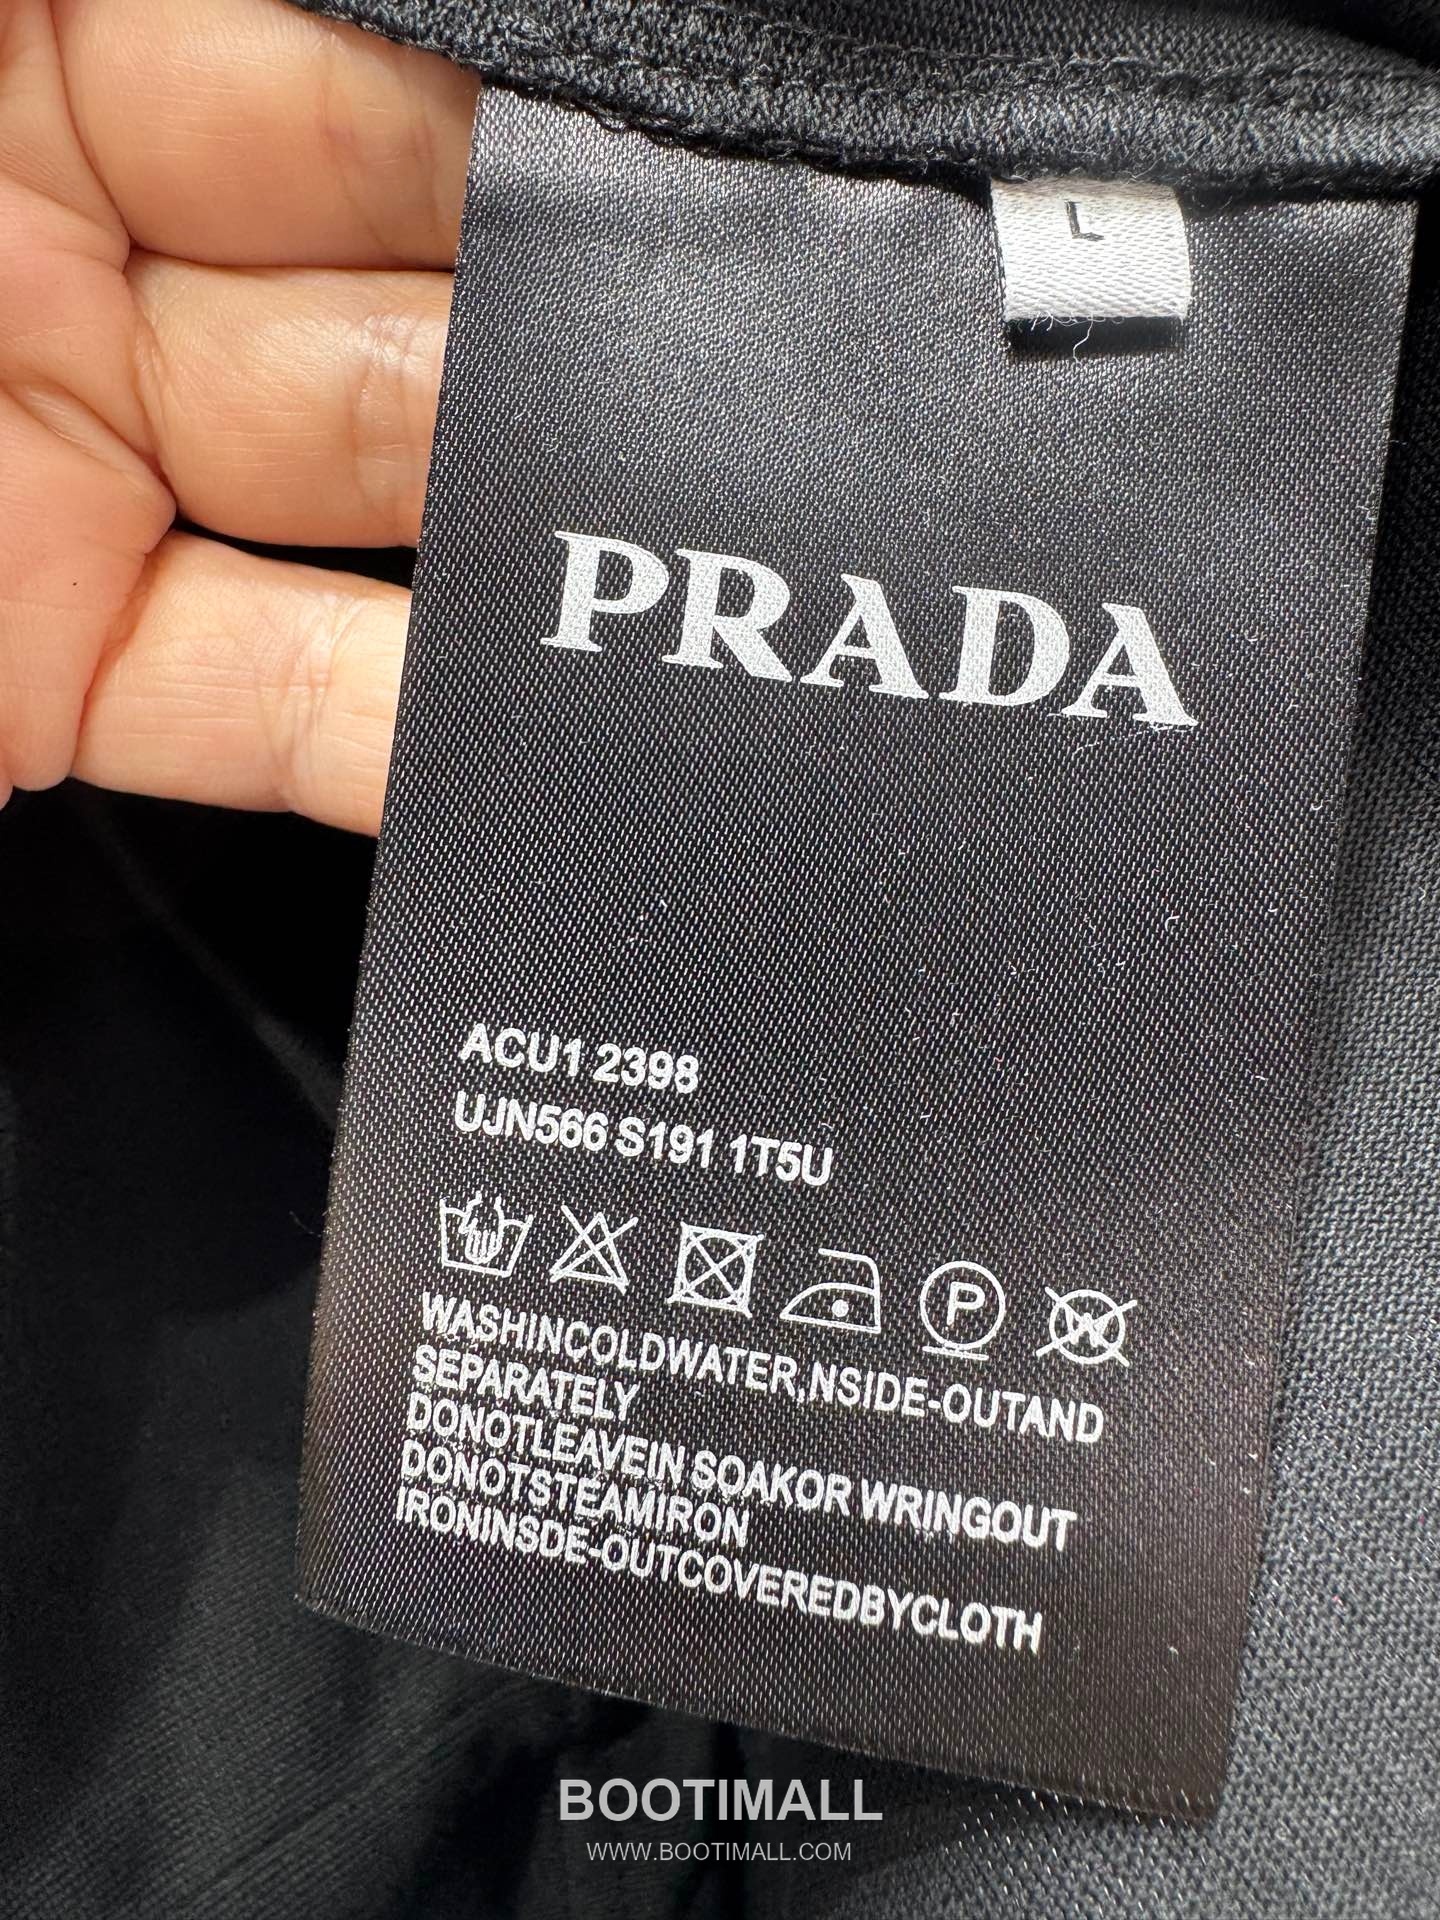 L
PRADA
ACU1 2398
UJN566 S191 1T5U
P
W
WASHINCOLDWATER,NSIDE-OUTAND
SEPARATELY
DONOTLEAVEIN SOAKOR WRINGOUT
DONOTSTEAMIRON
IRONINSDE-OUTCOVEREDBYCLOTH
BOOTIMALL
WWW.BOOTIMALL.COM